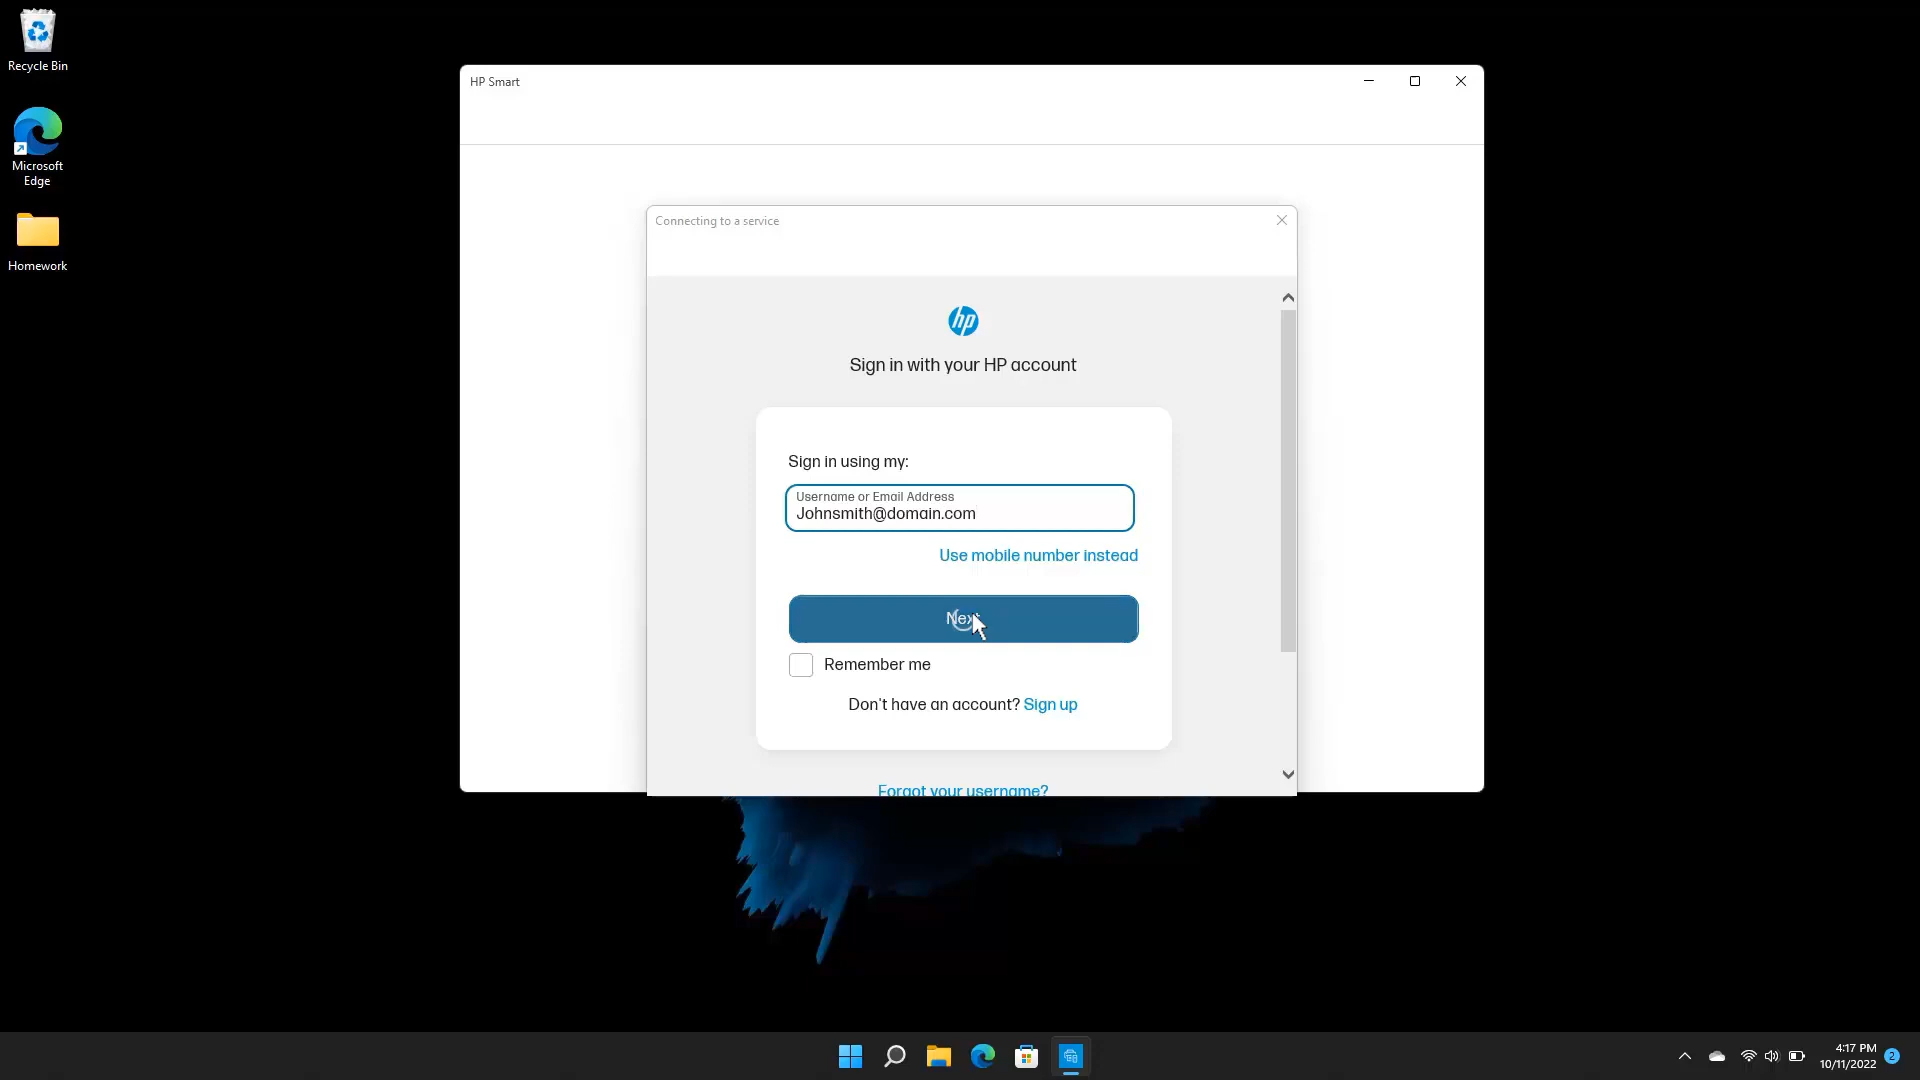 Recycle Bin
Microsoft
Edge
Homework
HP Smart
Connecting to a service
hp
Sign in with your HP account
Sign in using my:
Username or Email Address
Johnsmith@domain.com
Use mobile number instead
Next
Remember me
Don't have an account? Sign up
Forgot your username?
4:17 PM
10/11/2022
2